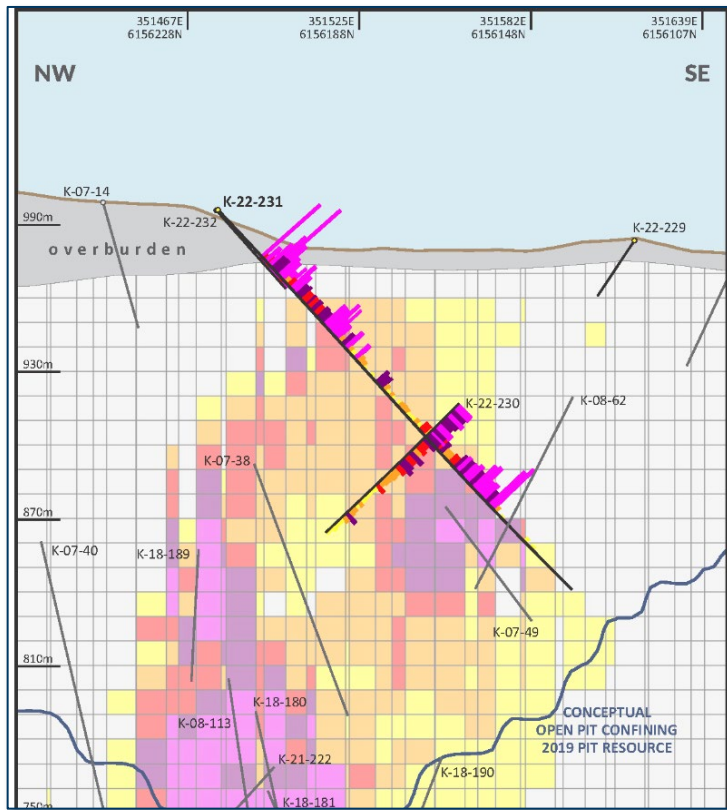 351467E
6156228N
351525E
6156188N
351582E
6156148N
351639E
6156107N
NW
SE
K-07-14
K-22-231
K-22-232
K-22-229
990m
overburden
930m
K-22-230
K-08-62
K-07-38
870m
K-07-40
K-18-189
K-07-49
810m
K-08-113
K-18-180
CONCEPTUAL
OPEN PIT CONFINING
2019 PIT RESOURCE
K-21-222
K-18-190
K-18-181
750m